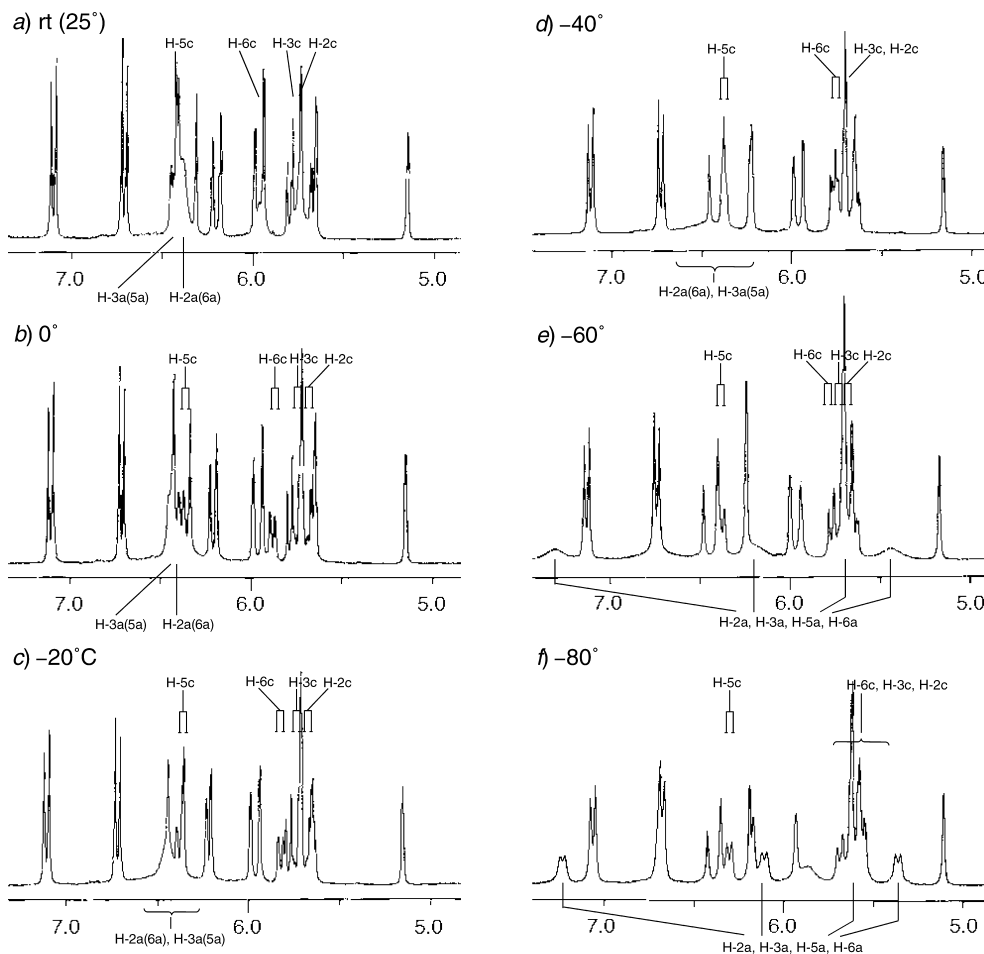 a) rt (25˚)
H-5c
H-6c
H-3c
H-2c
7.0
6.0
5.0
H-3a(5a)
H-2a(6a)
b) 0˚
H-5c
H-6c
H-3c
H-2c
7.0
6.0
5.0
H-3a(5a)
H-2a(6a)
c) −20˚C
H-5c
H-6c
H-3c
H-2c
7.0
6.0
5.0
H-2a(6a), H-3a(5a)
d) −40˚
H-5c
H-6c
H-3c, H-2c
7.0
6.0
5.0
H-2a(6a), H-3a(5a)
e) −60˚
H-5c
H-6c
H-3c
H-2c
7.0
6.0
5.0
H-2a, H-3a, H-5a, H-6a
f) −80˚
H-5c
H-6c, H-3c, H-2c
7.0
6.0
5.0
H-2a, H-3a, H-5a, H-6a